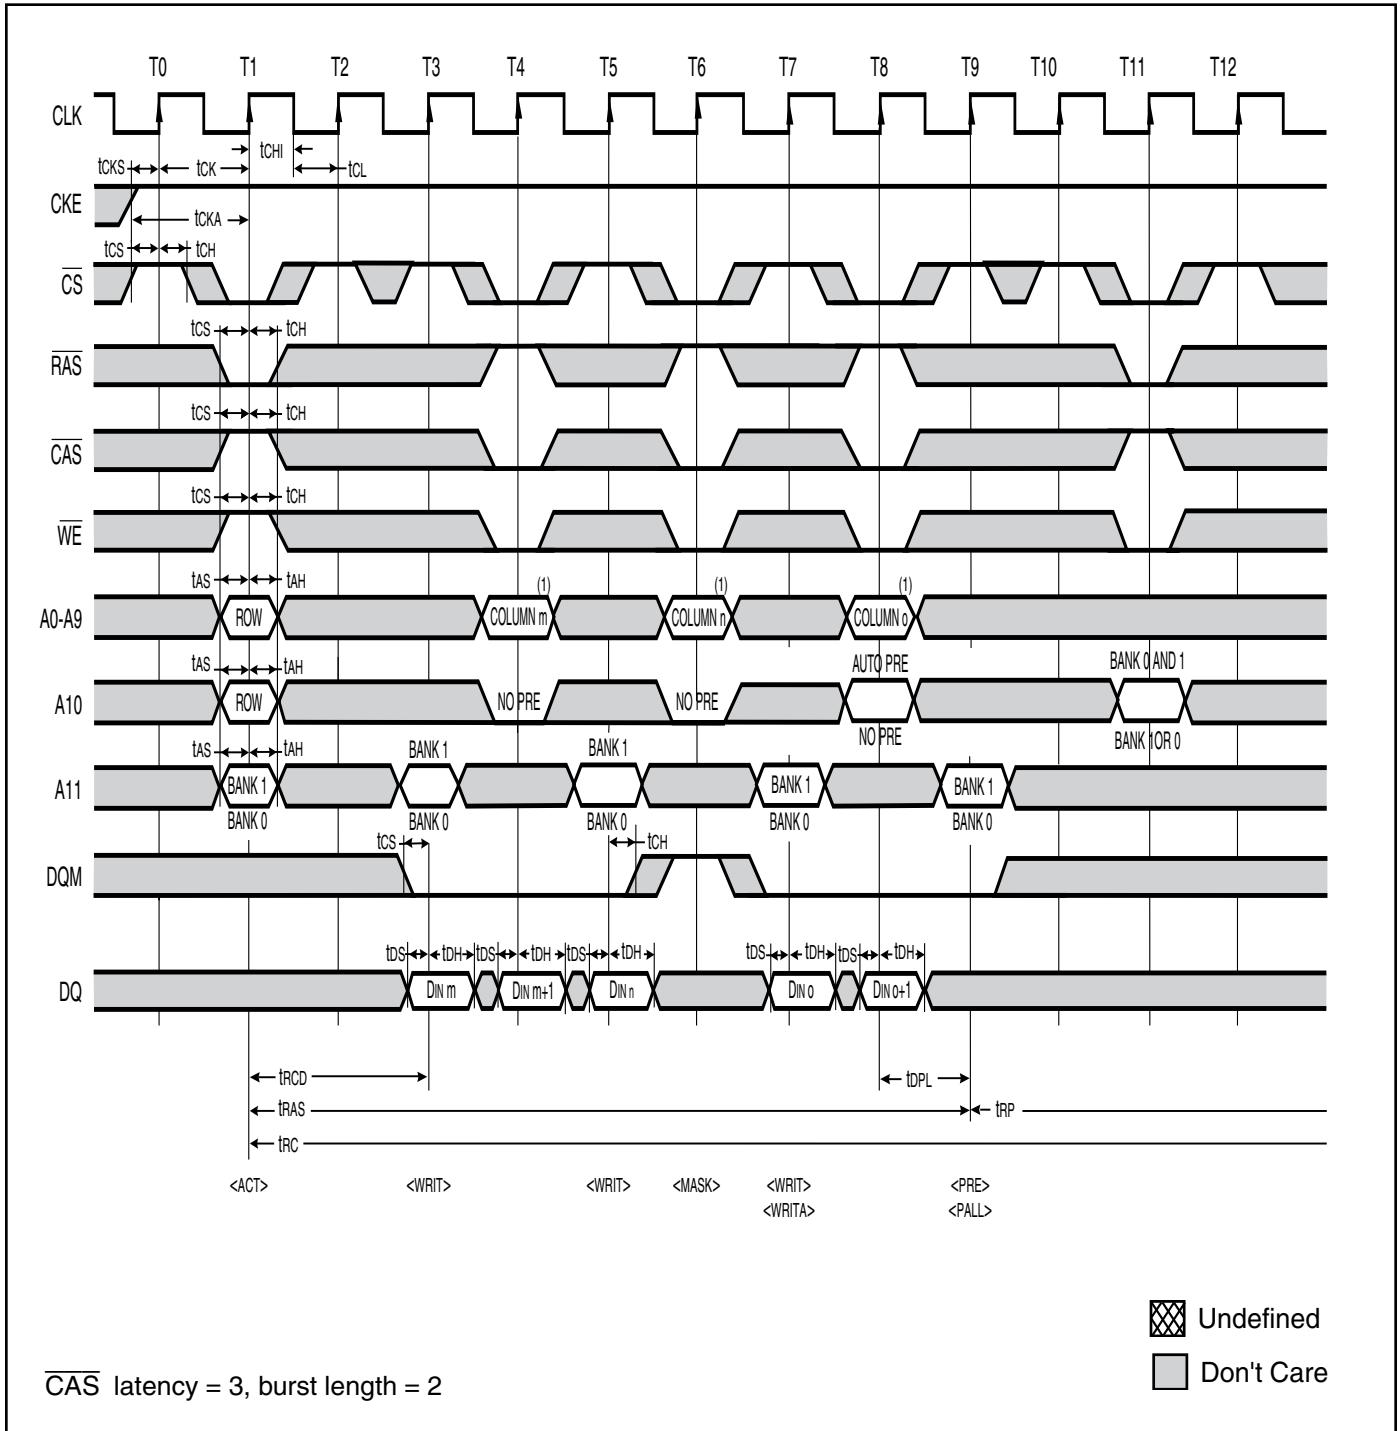 T0 T1 T2 T3 T4 T5 T6 T7 T8 T9 T10 T11 T12
CLK
tCHI
tCKS tCK tCL
CKE
tCKA
tCS tCH
CS
tCS tCH
RAS
tCS tCH
CAS
tCS tCH
WE
tAS tAH (1) (1) (1)
A0-A9 ROW COLUMN m COLUMN n COLUMN o
tAS tAH AUTO PRE BANK 0 AND 1
A10 ROW NO PRE NO PRE
NO PRE BANK 1OR 0
tAS tAH BANK 1 BANK 1
A11 BANK 1 BANK 1 BANK 1
BANK 0 BANK 0 BANK 0 BANK 0 BANK 0
tCS tCH
DQM
tDS tDH tDS tDH tDS tDH tDS tDH tDS tDH
DQ DIN m DIN m+1 DIN n DIN o DIN o+1
tRCD tDPL
tRAS tRP
tRC
<ACT> <WRIT> <WRIT> <MASK> <WRIT> <PRE>
<WRITA> <PALL>
Undefined
Don't Care
CAS latency = 3, burst length = 2